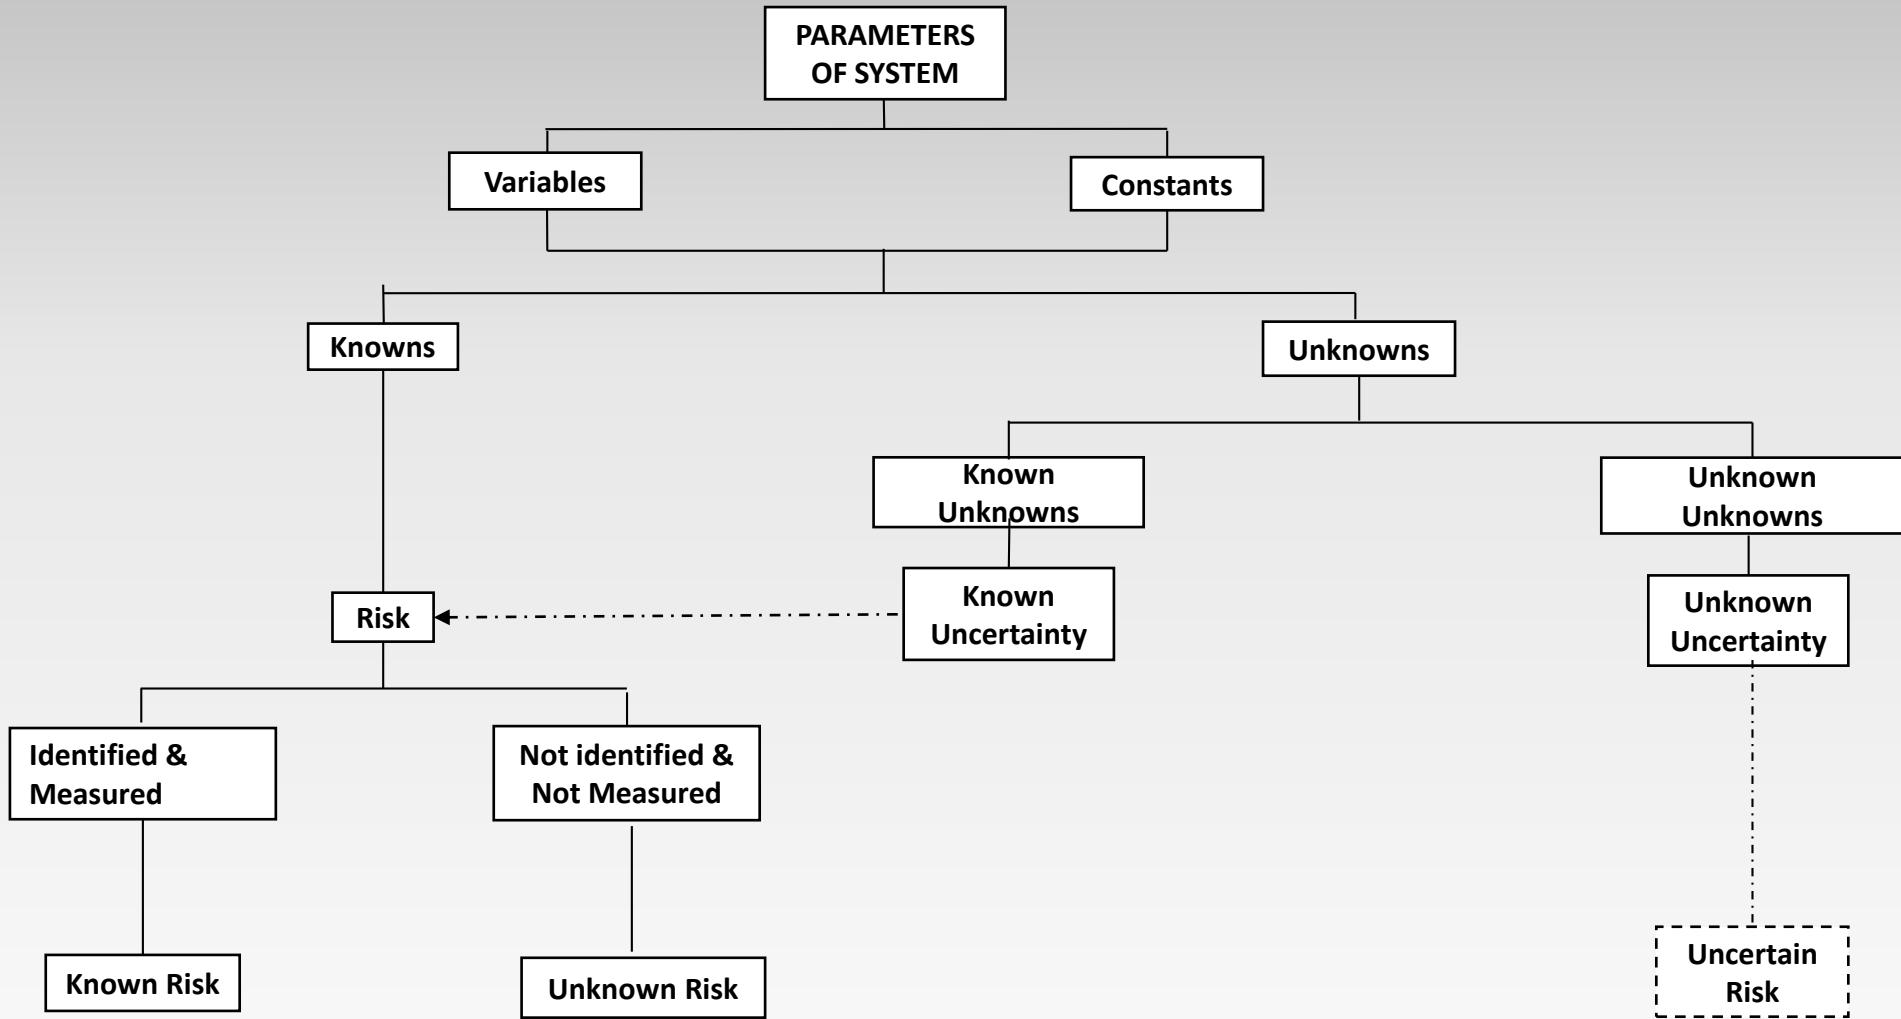 PARAMETERS
OF SYSTEM
Variables
Constants
Knowns
Unknowns
Known
Unknowns
Unknown
Unknowns
Risk
Known
Uncertainty
Unknown
Uncertainty
Identified &
Measured
Not identified &
Not Measured
Known Risk
Unknown Risk
Uncertain
Risk